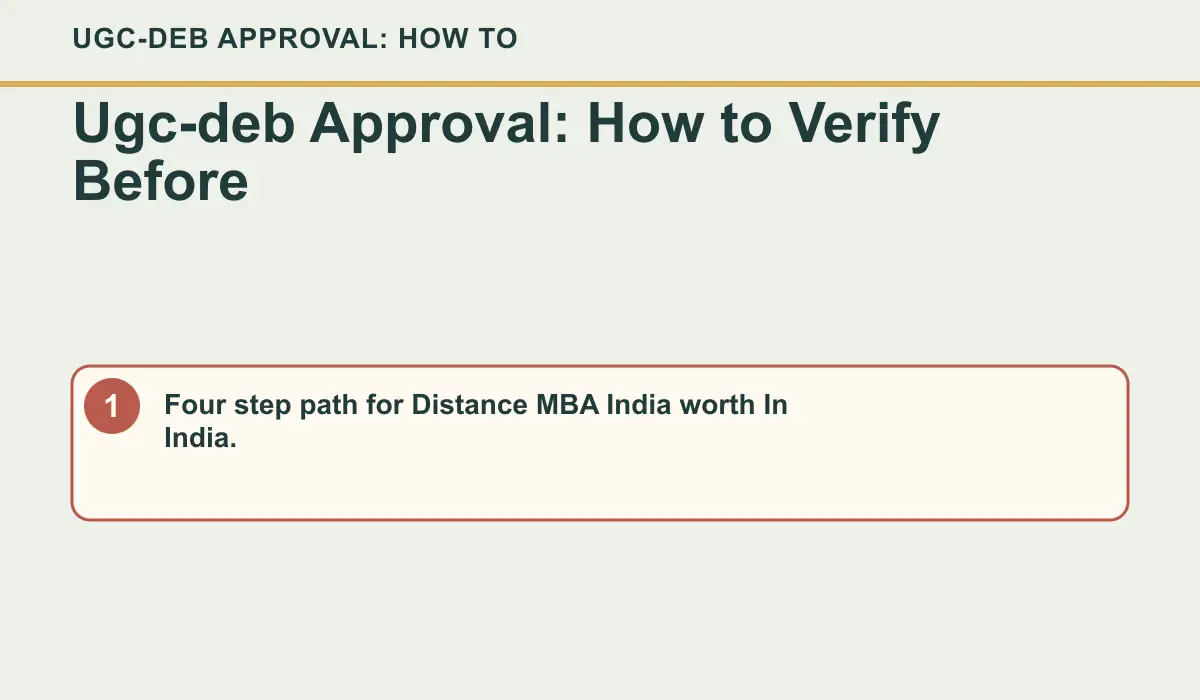 UGC-DEB APPROVAL: HOW TO
Ugc-deb Approval: How to Verify
Before
1
Four step path for Distance MBA India worth In
India.